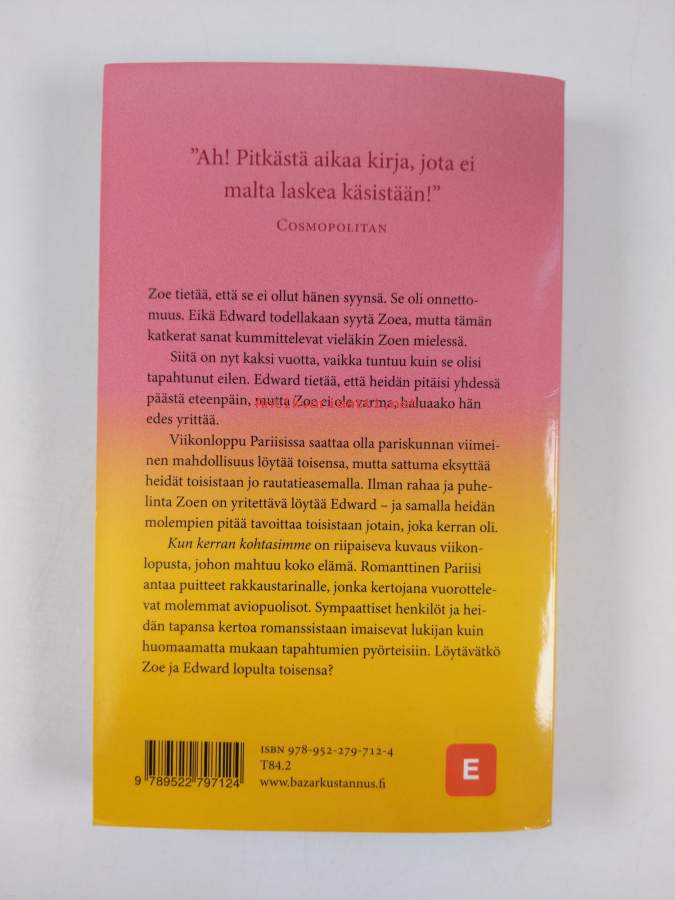 ”Ah! Pitkästä aikaa kirja, jota ei
malta laskea käsistään!”
Cosmopolitan
Zoe tietää, että se ei ollut hänen syynsä. Se oli onnetto-
muus. Eikä Edward todellakaan syytä Zoea, mutta tämän
katkerat sanat kummittelevat vieläkin Zoen mielessä.
Siitä on nyt kaksi vuotta, vaikka tuntuu kuin se olisi
tapahtunut eilen. Edward tietää, että heidän pitäisi yhdessä
päästä eteenpäin, mutta Zoe ei ole varma haluaako hän
antikvariaatti.net
edes yrittää.
Viikonloppu Pariisissa saattaa olla pariskunnan viimei-
nen mahdollisuus löytää toisensa, mutta sattuma eksyttää
heidät toisistaan jo rautatieasemalla. Ilman rahaa ja puhe-
linta Zoen on yritettävä löytää Edward – ja samalla heidän
molempien pitää tavoittaa toisistaan jotain, joka kerran oli.
Kun kerran kohtasimme on riipaiseva kuvaus viikon-
lopusta, johon mahtuu koko elämä. Romanttinen Pariisi
antaa puitteet rakkaustarinalle, jonka kertojana vuorottele-
vat molemmat aviopuolisot. Sympaattiset henkilöt ja hei-
dän tapansa kertoa romanssistaan imaisevat lukijan kuin
huomaamatta mukaan tapahtumien pyörteisiin. Löytävätkö
Zoe ja Edward lopulta toisensa?
ISBN 978-952-279-712-4
T84.2
www.bazarkustannus.fi
9 789522 797124
E